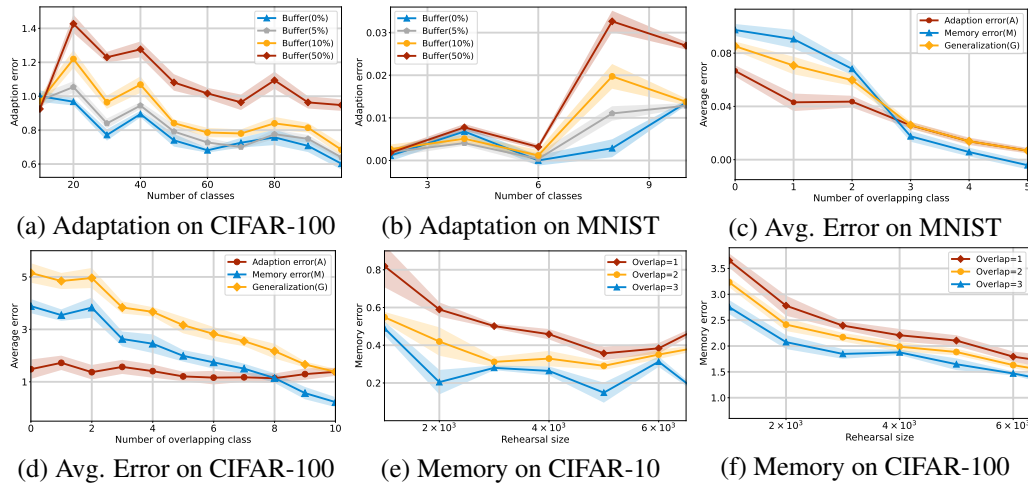 Buffer(0%)
Buffer(5%)
Buffer(10%)
Buffer(50%)
Adaption error
1.4
1.2
1.0
0.8
0.6
20 40 60 80
Number of classes
(a) Adaptation on CIFAR-100
Buffer(0%)
Buffer(5%)
Buffer(10%)
Buffer(50%)
Adaption error
0.03
0.02
0.01
0.00
3 6 9
Number of classes
(b) Adaptation on MNIST
Adaption error(A)
Memory error(M)
Generalization(G)
Average error
0.08
0.04
0.00
0 1 2 3 4 5
Number of overlapping class
(c) Avg. Error on MNIST
Adaption error(A)
Memory error(M)
Generalization(G)
Average error
5
3
1
0 2 4 6 8 10
Number of overlapping class
(d) Avg. Error on CIFAR-100
Overlap=1
Overlap=2
Overlap=3
Memory error
0.8
0.6
0.4
0.2
2 × 10³ 4 × 10³ 6 × 10³
Rehearsal size
(e) Memory on CIFAR-10
Overlap=1
Overlap=2
Overlap=3
Memory error
3.5
3.0
2.5
2.0
1.5
1.0
2 × 10³ 4 × 10³ 6 × 10³
Rehearsal size
(f) Memory on CIFAR-100